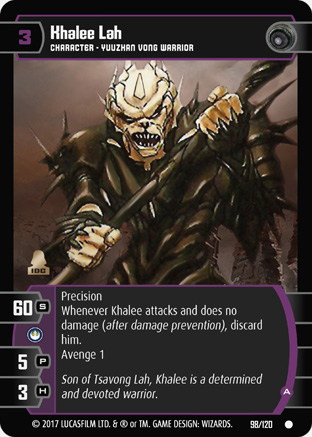 3 Khalee Lah
CHARACTER - YUUZHAN VONG WARRIOR
IDC
60 S
5 P
3 H
Precision
Whenever Khalee attacks and does no
damage (after damage prevention), discard
him.
Avenge 1
Son of Tsavong Lah, Khalee is a determined
and devoted warrior.
A
© 2017 LUCASFILM LTD. & ® or TM. GAME DESIGN: WIZARDS. 98/120